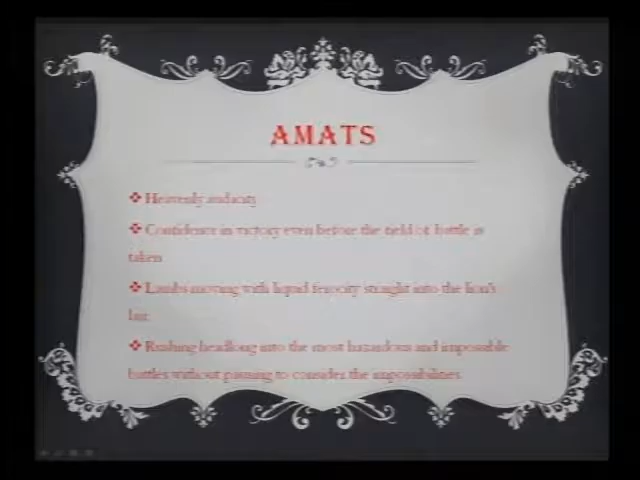 AMATS
❖ Heavenly audacity
❖ Confidence in victory even before the field of battle is
taken
❖ Lambs moving with liquid ferocity straight into the lion's
lair
❖ Rushing headlong into the most hazardous and impossible
battles without pausing to consider the impossibilities